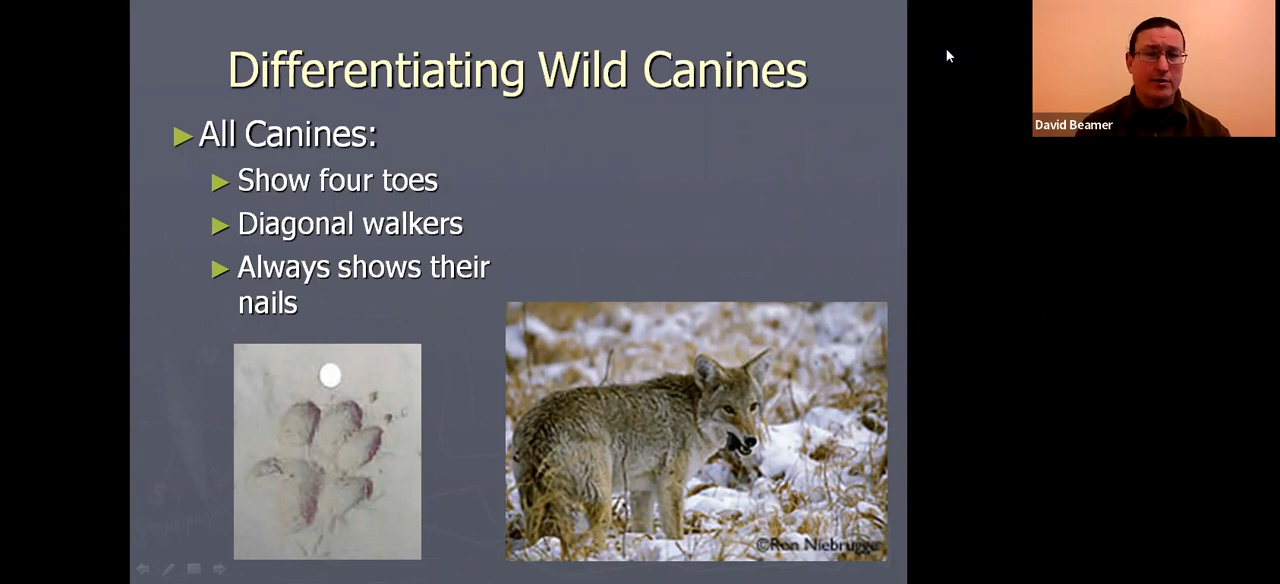 Differentiating Wild Canines
All Canines:
Show four toes
Diagonal walkers
Always shows their
nails
©Ron Niebrugge
David Beamer